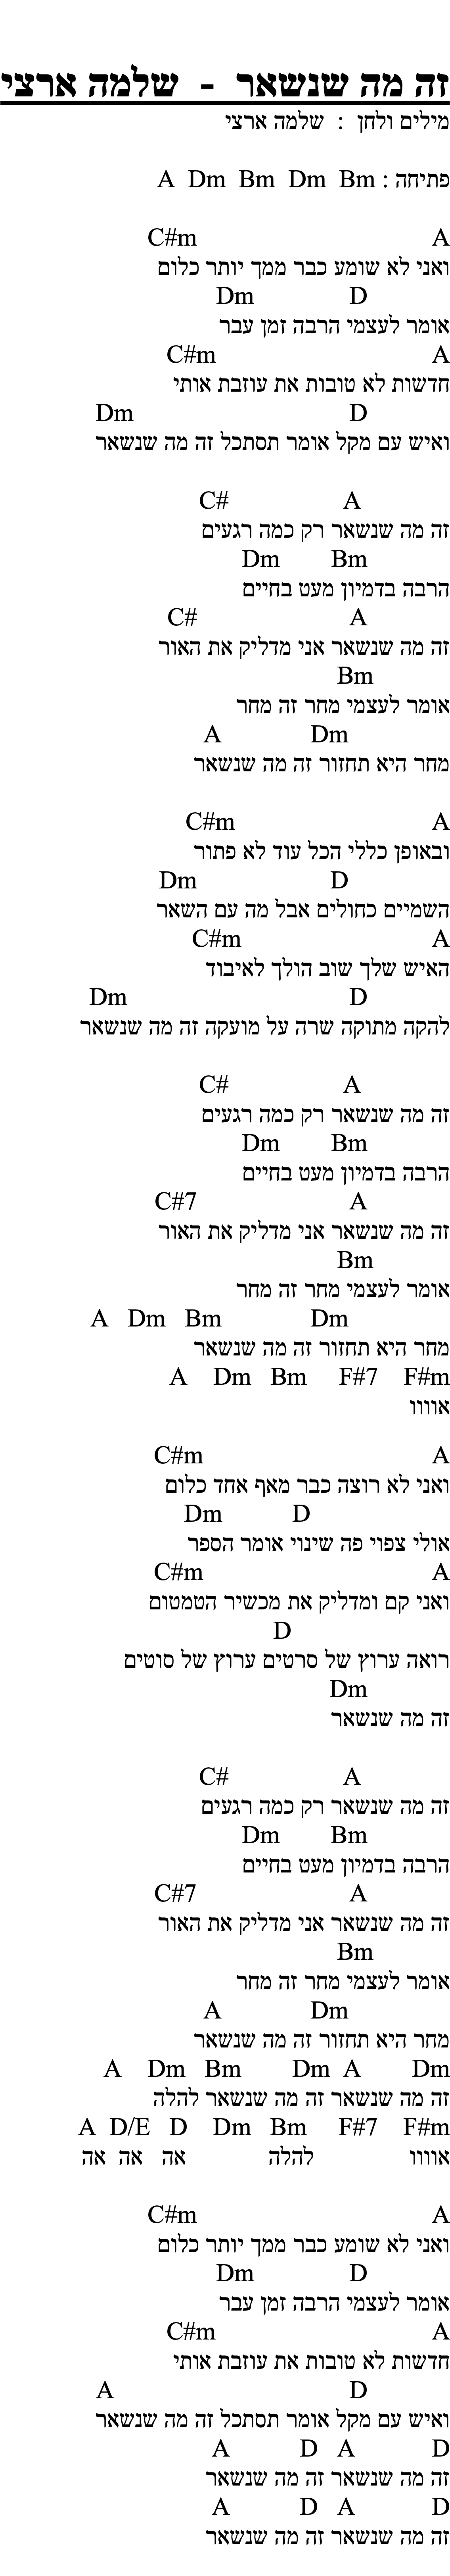 זה מה שנשאר - שלמה ארצי
מילים ולחן : שלמה ארצי
פתיחה : A Dm Bm Dm Bm
C#m A
ואני לא שומע כבר ממך יותר כלום
Dm D
אומר לעצמי הרבה זמן עבר
C#m A
חדשות לא טובות את עוזבת אותי
Dm D
ואיש עם מקל אומר תסתכל זה מה שנשאר
C# A
זה מה שנשאר רק כמה רגעים
Dm Bm
הרבה בדמיון מעט בחיים
C# A
זה מה שנשאר אני מדליק את האור
Bm
אומר לעצמי מחר זה מחר
A Dm
מחר היא תחזור זה מה שנשאר
C#m A
ובאופן כללי הכל עוד לא פתור
Dm D
השמיים כחולים אבל מה עם השאר
C#m A
האיש שלך שוב הולך לאיבוד
Dm D
להקה מתוקה שרה על מועקה זה מה שנשאר
C# A
זה מה שנשאר רק כמה רגעים
Dm Bm
הרבה בדמיון מעט בחיים
C#7 A
זה מה שנשאר אני מדליק את האור
Bm
אומר לעצמי מחר זה מחר
A Dm Bm Dm
מחר היא תחזור זה מה שנשאר
A Dm Bm F#7 F#m
אוווו
C#m A
ואני לא רוצה כבר מאף אחד כלום
Dm D
אולי צפוי פה שינוי אומר הספר
C#m A
ואני קם ומדליק את מכשיר הטמטום
D
רואה ערוץ של סרטים ערוץ של סוטים
Dm
זה מה שנשאר
C# A
זה מה שנשאר רק כמה רגעים
Dm Bm
הרבה בדמיון מעט בחיים
C#7 A
זה מה שנשאר אני מדליק את האור
Bm
אומר לעצמי מחר זה מחר
A Dm
מחר היא תחזור זה מה שנשאר
A Dm Bm Dm A Dm
זה מה שנשאר זה מה שנשאר להלה
A D/E D Dm Bm F#7 F#m
אוווו להלה אה אה אה
C#m A
ואני לא שומע כבר ממך יותר כלום
Dm D
אומר לעצמי הרבה זמן עבר
C#m A
חדשות לא טובות את עוזבת אותי
A D
ואיש עם מקל אומר תסתכל זה מה שנשאר
A D A D
זה מה שנשאר זה מה שנשאר
A D A D
זה מה שנשאר זה מה שנשאר